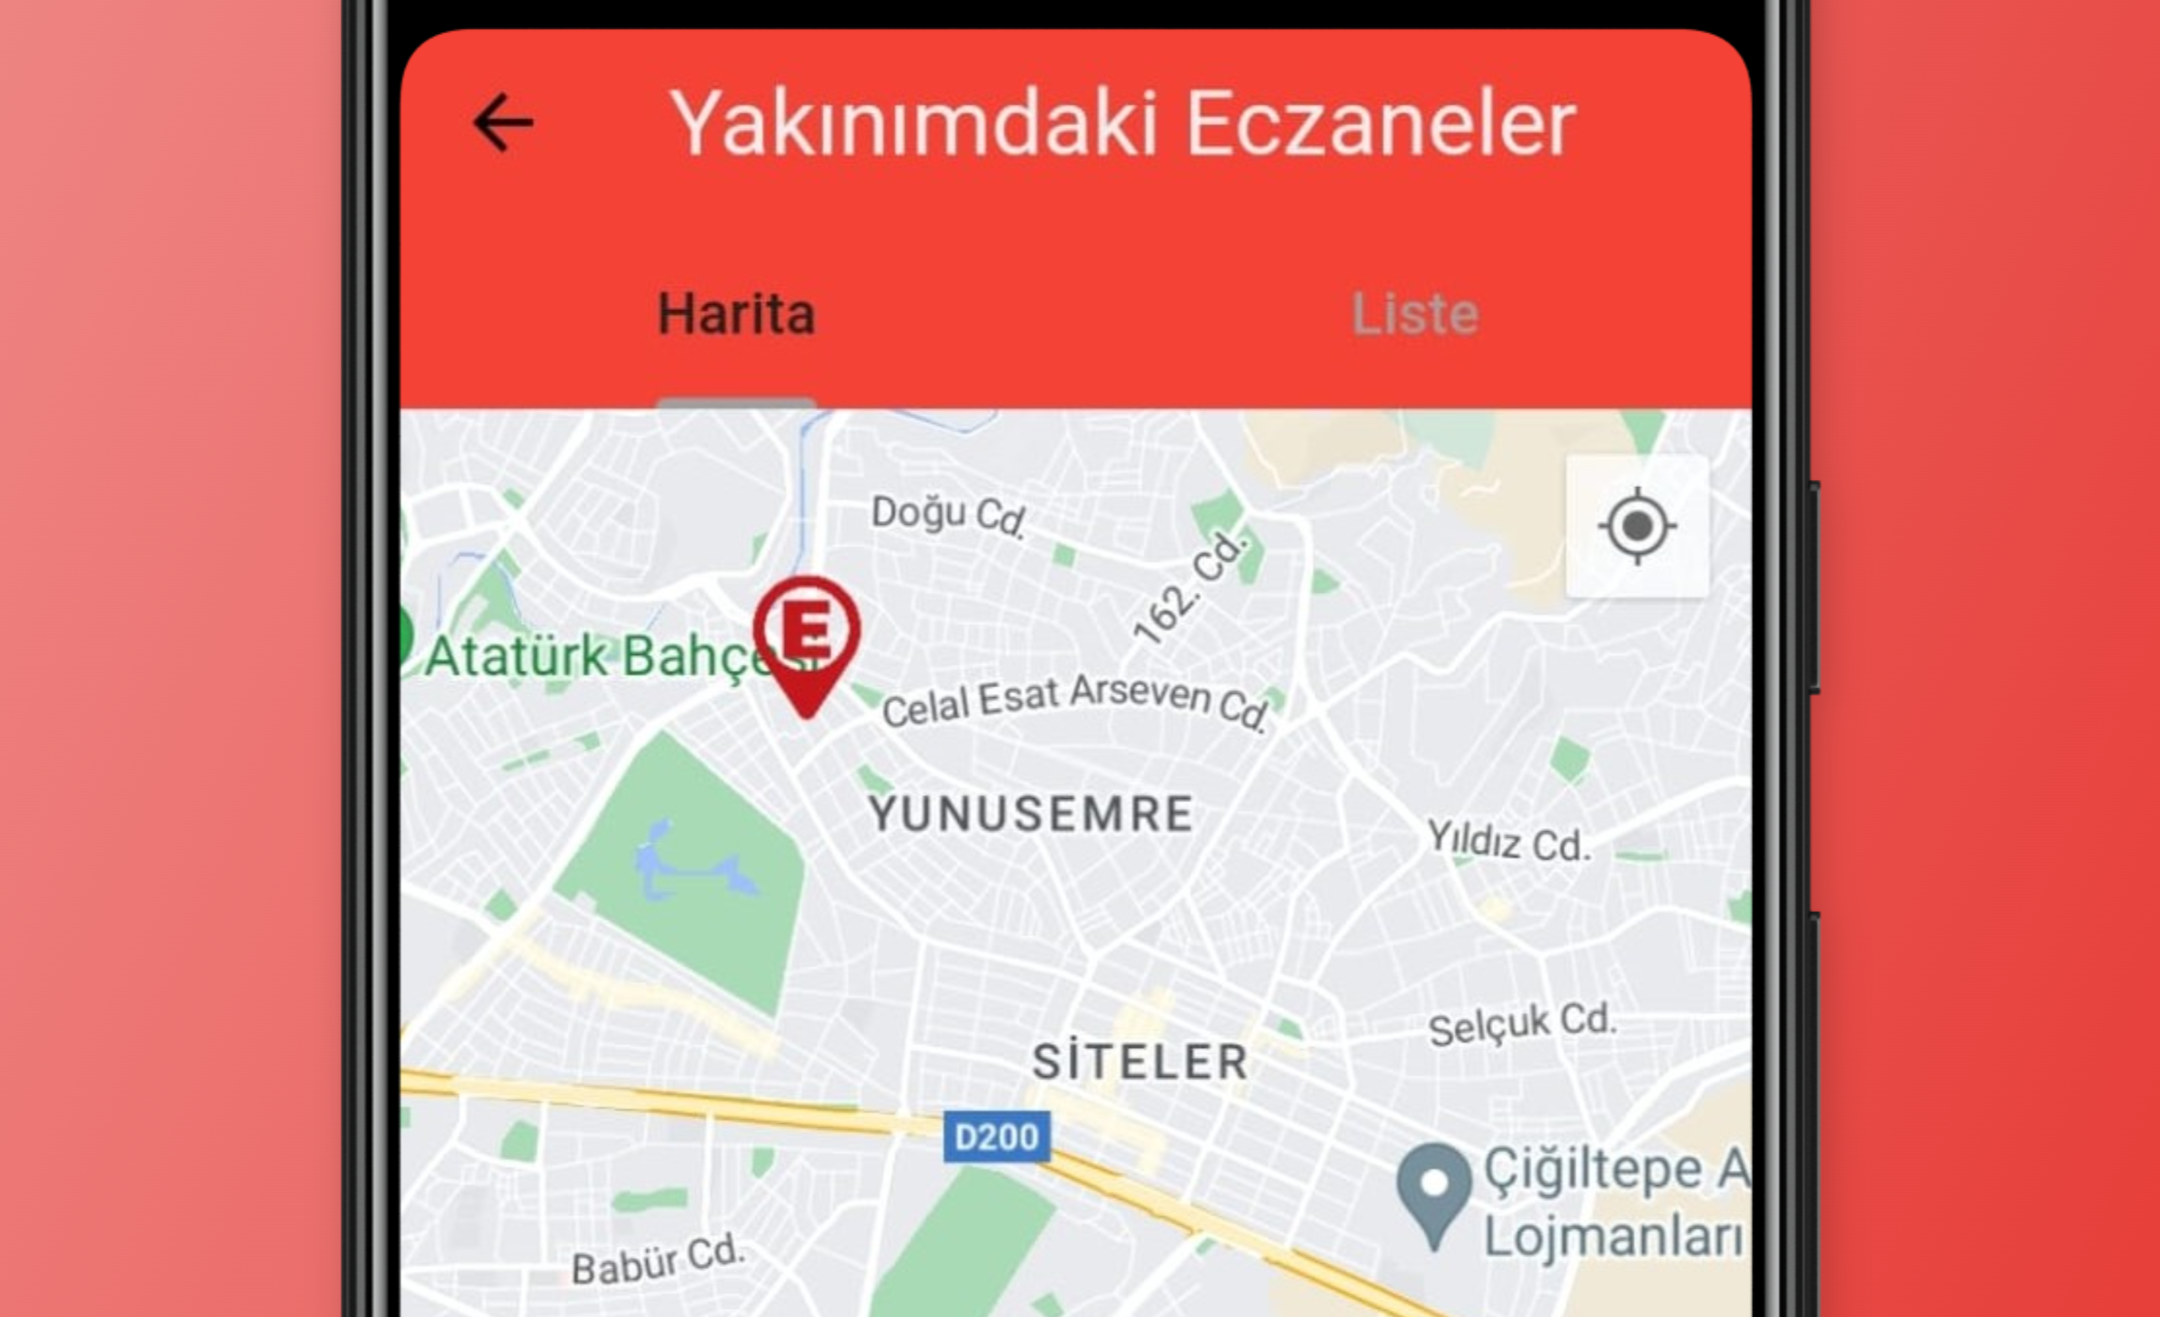 Yakınımdaki Eczaneler
Harita
Liste
Doğu Cd.
162. Cd.
E
Atatürk Bahçesi
Celal Esat Arseven Cd.
YUNUSEMRE
Yıldız Cd.
Selçuk Cd.
SİTELER
D200
Çiğiltepe A
Lojmanları
Babür Cd.